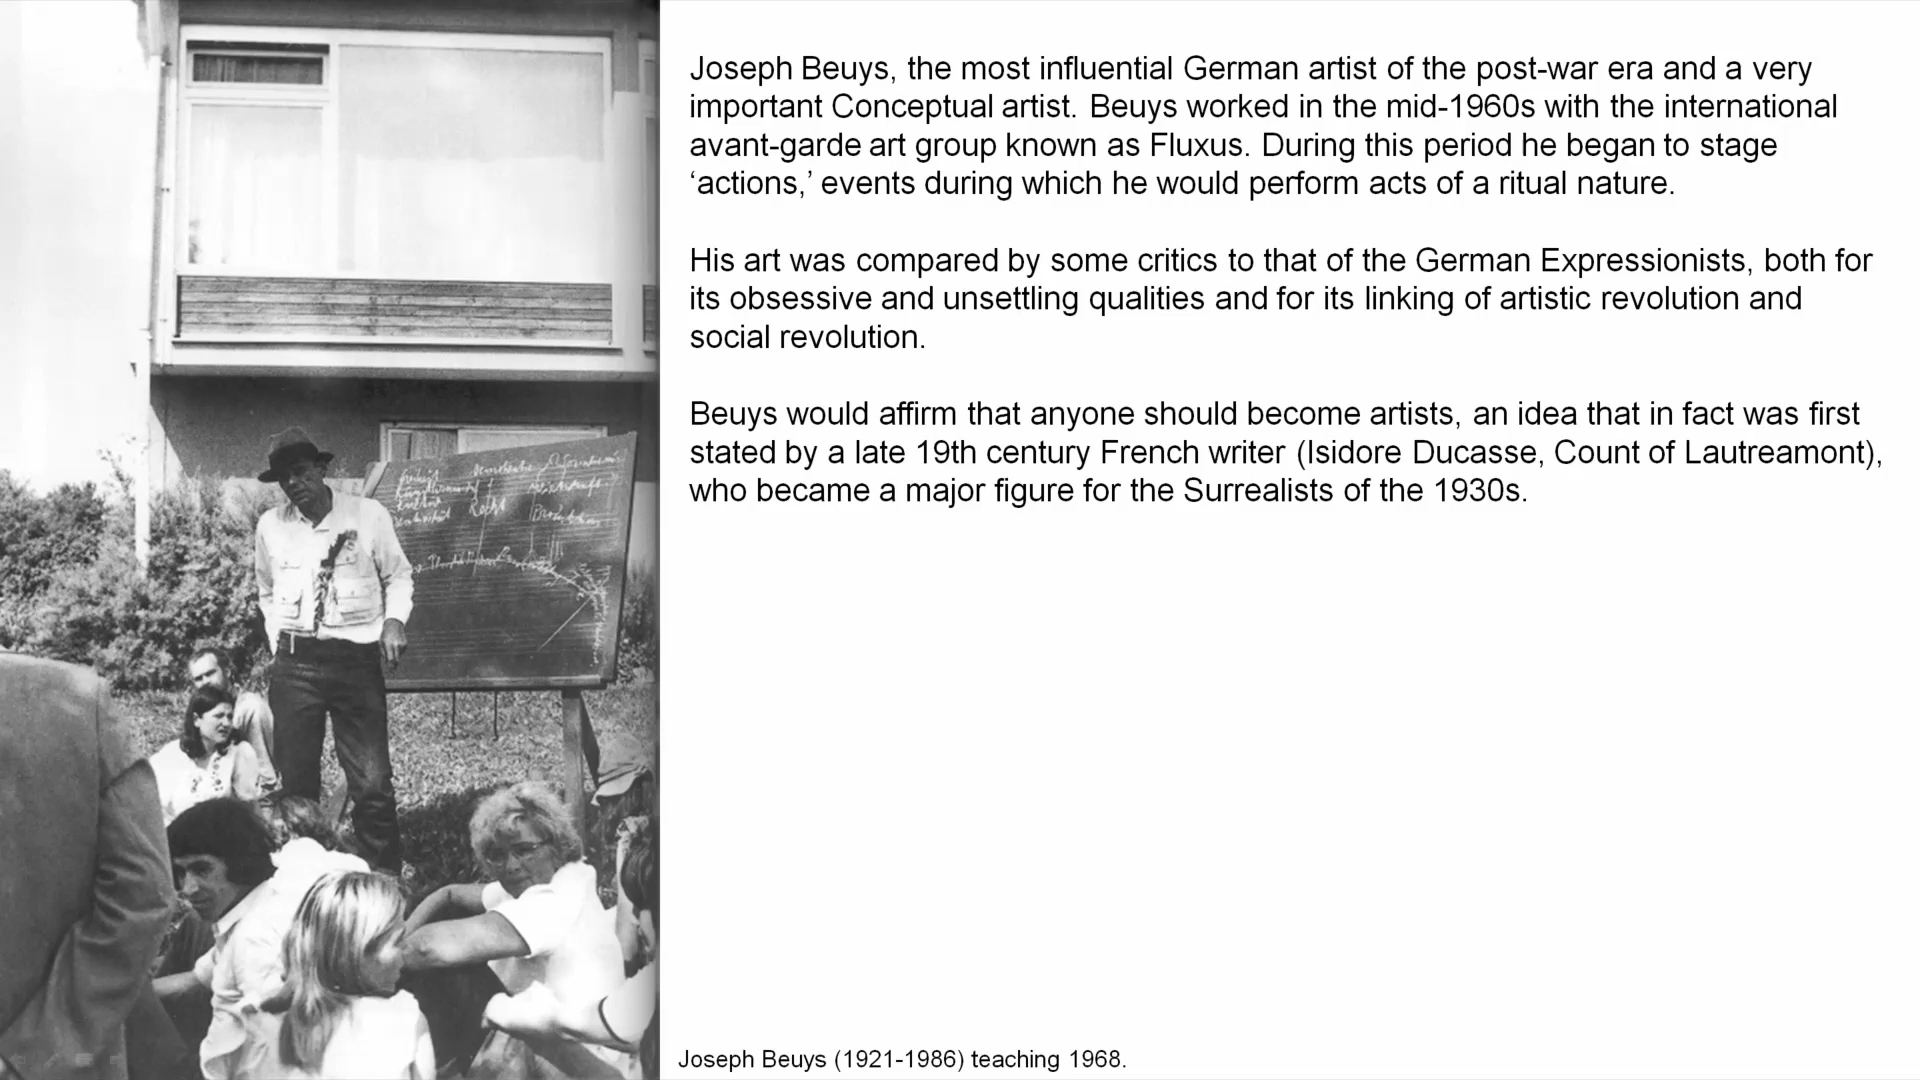 Joseph Beuys, the most influential German artist of the post-war era and a very
important Conceptual artist. Beuys worked in the mid-1960s with the international
avant-garde art group known as Fluxus. During this period he began to stage
‘actions,’ events during which he would perform acts of a ritual nature.
His art was compared by some critics to that of the German Expressionists, both for
its obsessive and unsettling qualities and for its linking of artistic revolution and
social revolution.
Beuys would affirm that anyone should become artists, an idea that in fact was first
stated by a late 19th century French writer (Isidore Ducasse, Count of Lautreamont),
who became a major figure for the Surrealists of the 1930s.
Recht
Joseph Beuys (1921-1986) teaching 1968.